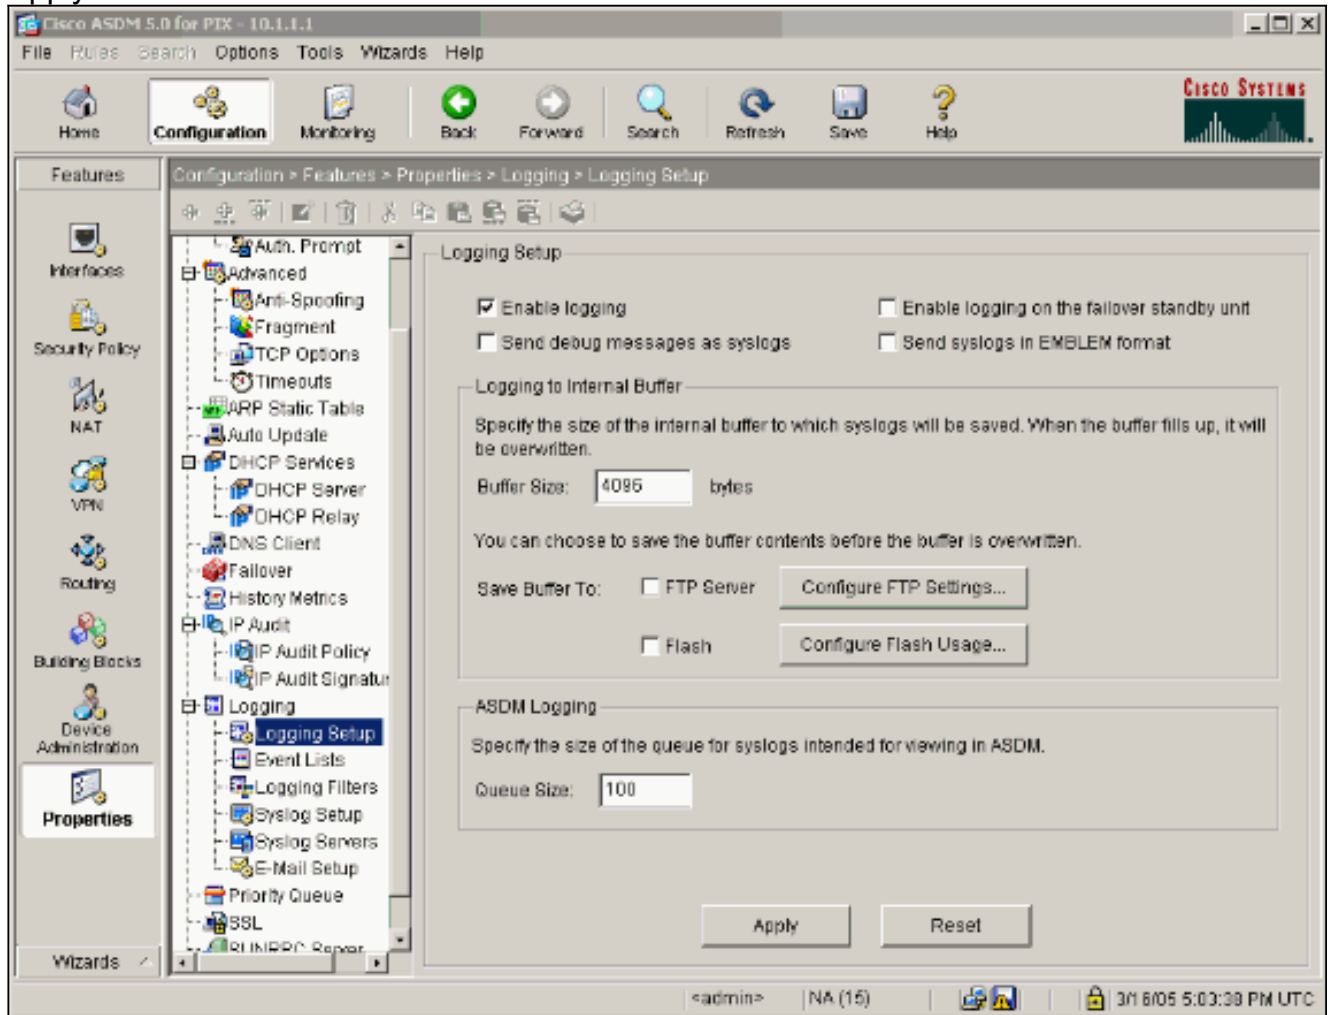 Cisco ASDM 5.0 for PIX - 10.1.1.1
File Rules Search Options Tools Wizards Help
Home Configuration Monitoring Back Forward Search Refresh Save Help
CISCO SYSTEMS
Features
Configuration > Features > Properties > Logging > Logging Setup
Interfaces
Security Policy
NAT
VPN
Routing
Building Blocks
Device
Administration
Properties
Wizards
Auth. Prompt
Advanced
Anti-Spoofing
Fragment
TCP Options
Timeouts
ARP Static Table
Auto Update
DHCP Services
DHCP Server
DHCP Relay
DNS Client
Failover
History Metrics
IP Audit
IP Audit Policy
IP Audit Signatur
Logging
Logging Setup
Event Lists
Logging Filters
Syslog Setup
Syslog Servers
E-Mail Setup
Priority Queue
SSL
SUNRPC Server
Logging Setup
Enable logging
Enable logging on the failover standby unit
Send debug messages as syslogs
Send syslogs in EMBLEM format
Logging to Internal Buffer
Specify the size of the internal buffer to which syslogs will be saved. When the buffer fills up, it will
be overwritten.
Buffer Size: 4096 bytes
You can choose to save the buffer contents before the buffer is overwritten.
Save Buffer To: FTP Server Configure FTP Settings...
Flash Configure Flash Usage...
ASDM Logging
Specify the size of the queue for syslogs intended for viewing in ASDM.
Queue Size: 100
Apply Reset
<admin> NA (15) 3/16/05 5:03:38 PM UTC